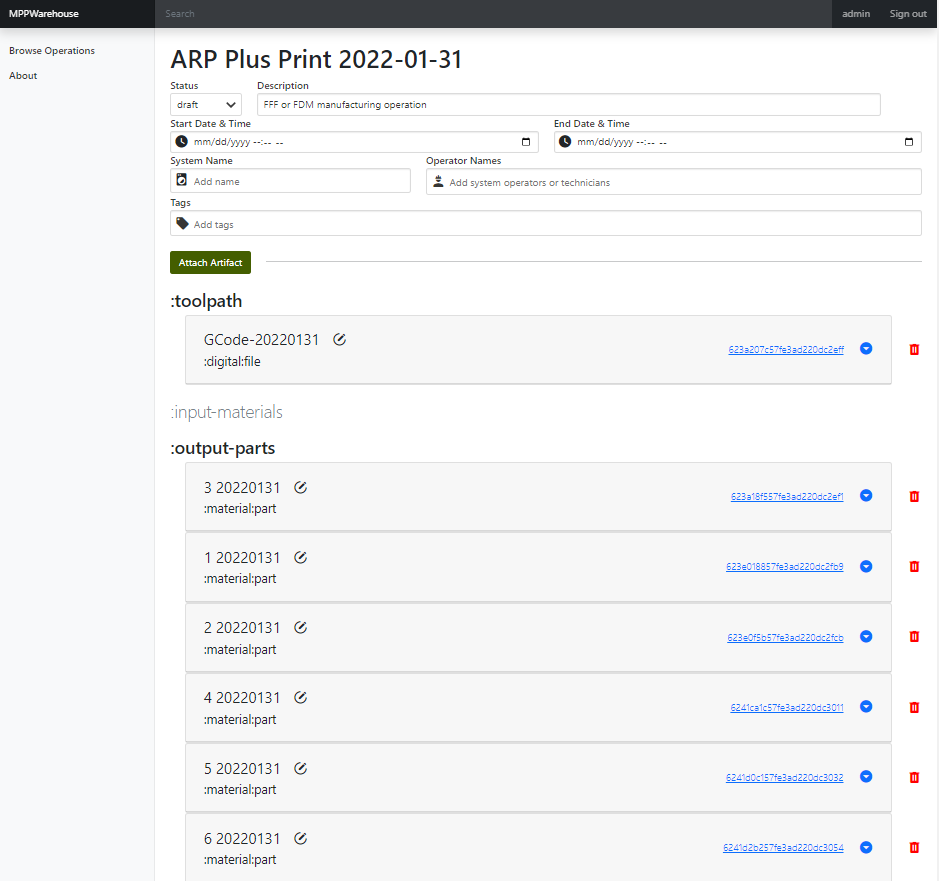 MPPWarehouse
Search
admin
Sign out
Browse Operations
About
ARP Plus Print 2022-01-31
Status
Description
draft
FFF or FDM manufacturing operation
Start Date & Time
End Date & Time
mm/dd/yyyy --:-- --
mm/dd/yyyy --:-- --
System Name
Operator Names
Add name
Add system operators or technicians
Tags
Add tags
Attach Artifact
:toolpath
GCode-20220131
623a207c57fe3ad220dc2eff
:digital:file
:input-materials
:output-parts
3 20220131
623a18f557fe3ad220dc2ef1
:material:part
1 20220131
623e018857fe3ad220dc2fb9
:material:part
2 20220131
623e0f5b57fe3ad220dc2fcb
:material:part
4 20220131
6241ca1c57fe3ad220dc3011
:material:part
5 20220131
6241d0c157fe3ad220dc3032
:material:part
6 20220131
6241d2b257fe3ad220dc3054
:material:part